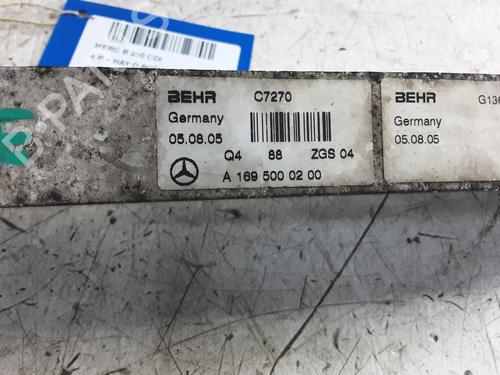 MERC B 200 CDI
BEHR C7270
Germany
05.08.05
Q4 88 ZGS 04
A 169 500 02 00
BEHR
Germany
05.08.05
B-PARTS